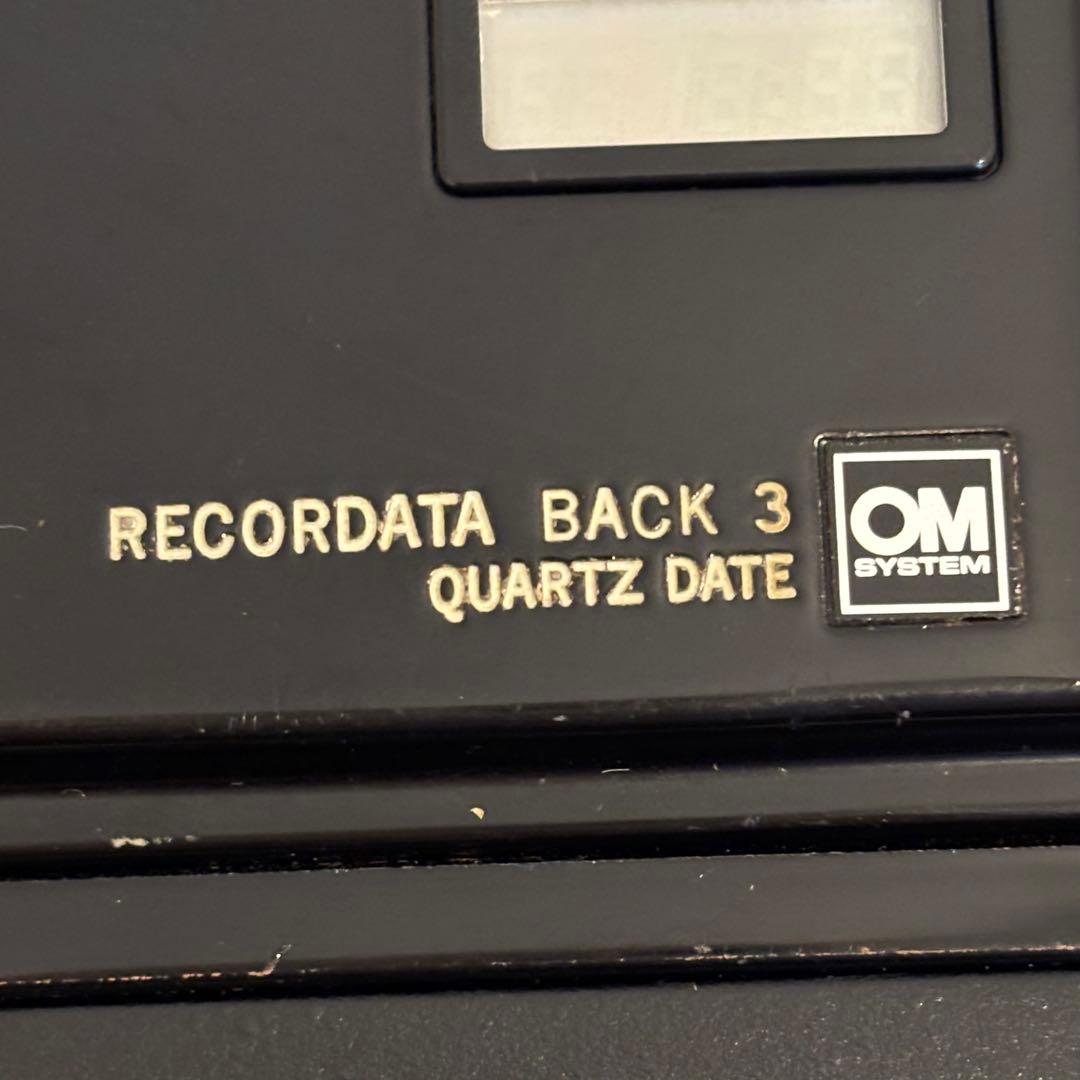 RECORDATA BACK 3
QUARTZ DATE
OM
SYSTEM